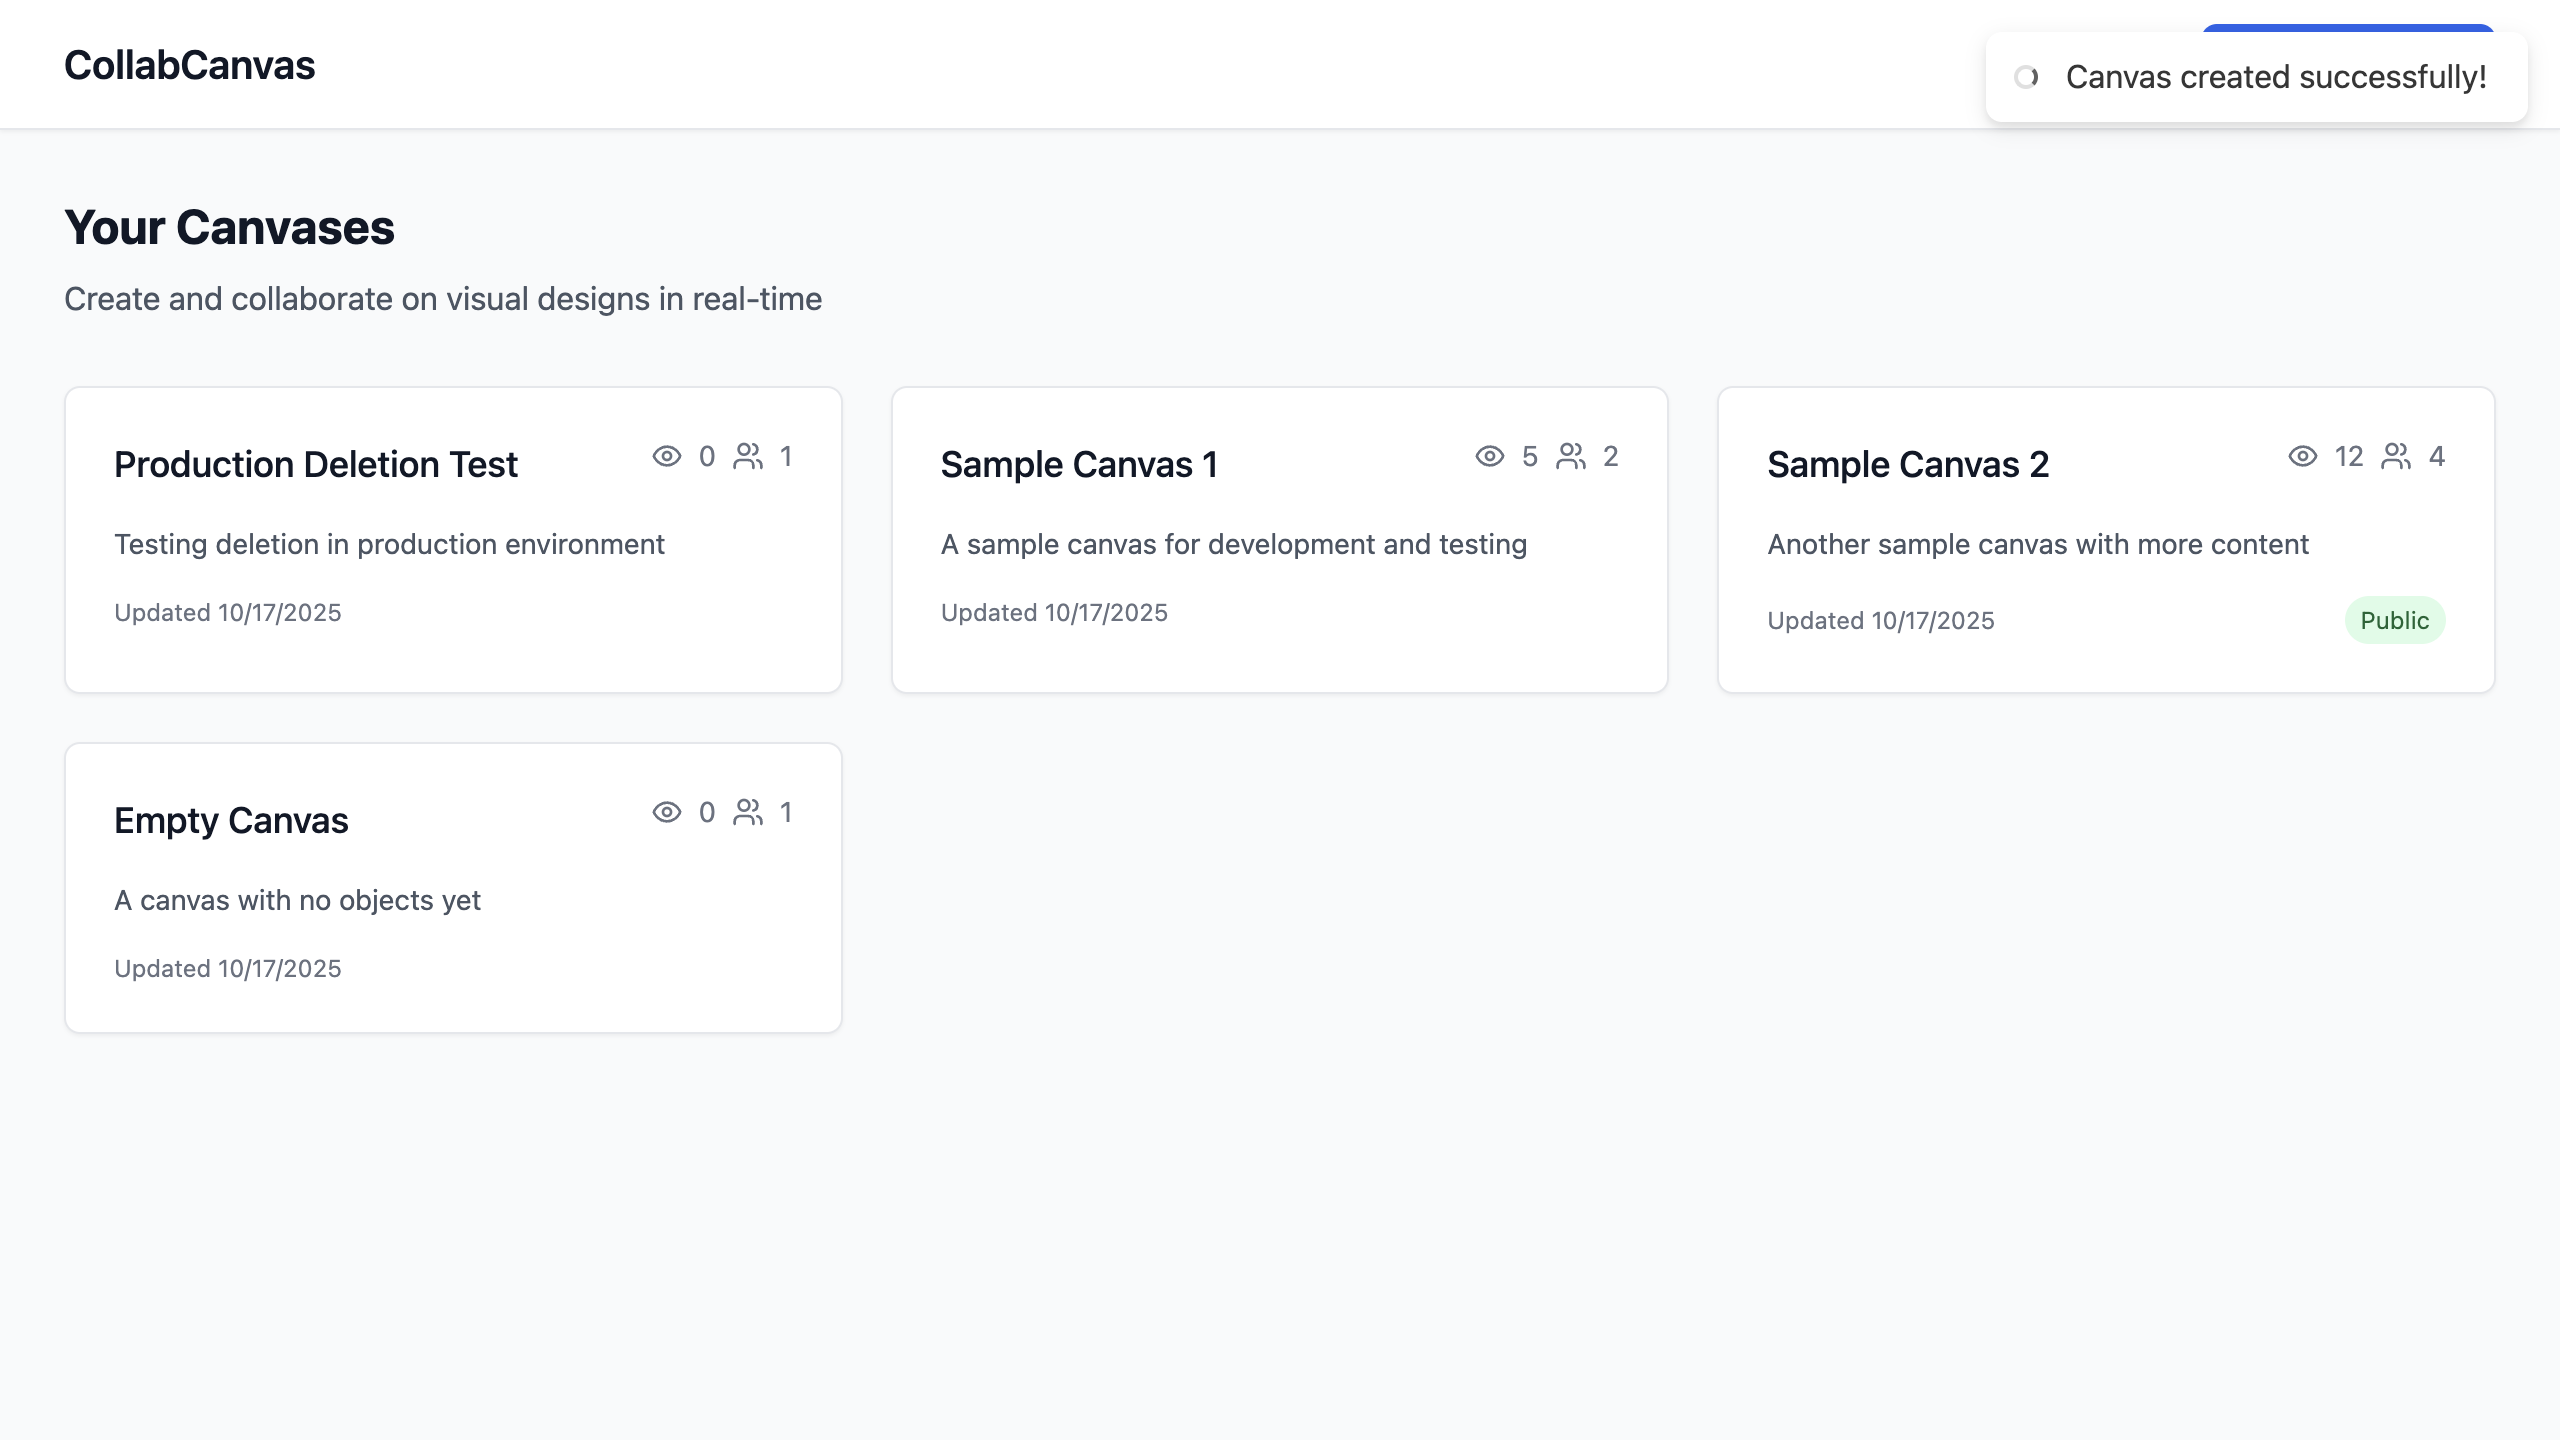 CollabCanvas
Canvas created successfully!
Your Canvases
Create and collaborate on visual designs in real-time
Production Deletion Test 0 1
Testing deletion in production environment
Updated 10/17/2025
Sample Canvas 1 5 2
A sample canvas for development and testing
Updated 10/17/2025
Sample Canvas 2 12 4
Another sample canvas with more content
Updated 10/17/2025 Public
Empty Canvas 0 1
A canvas with no objects yet
Updated 10/17/2025